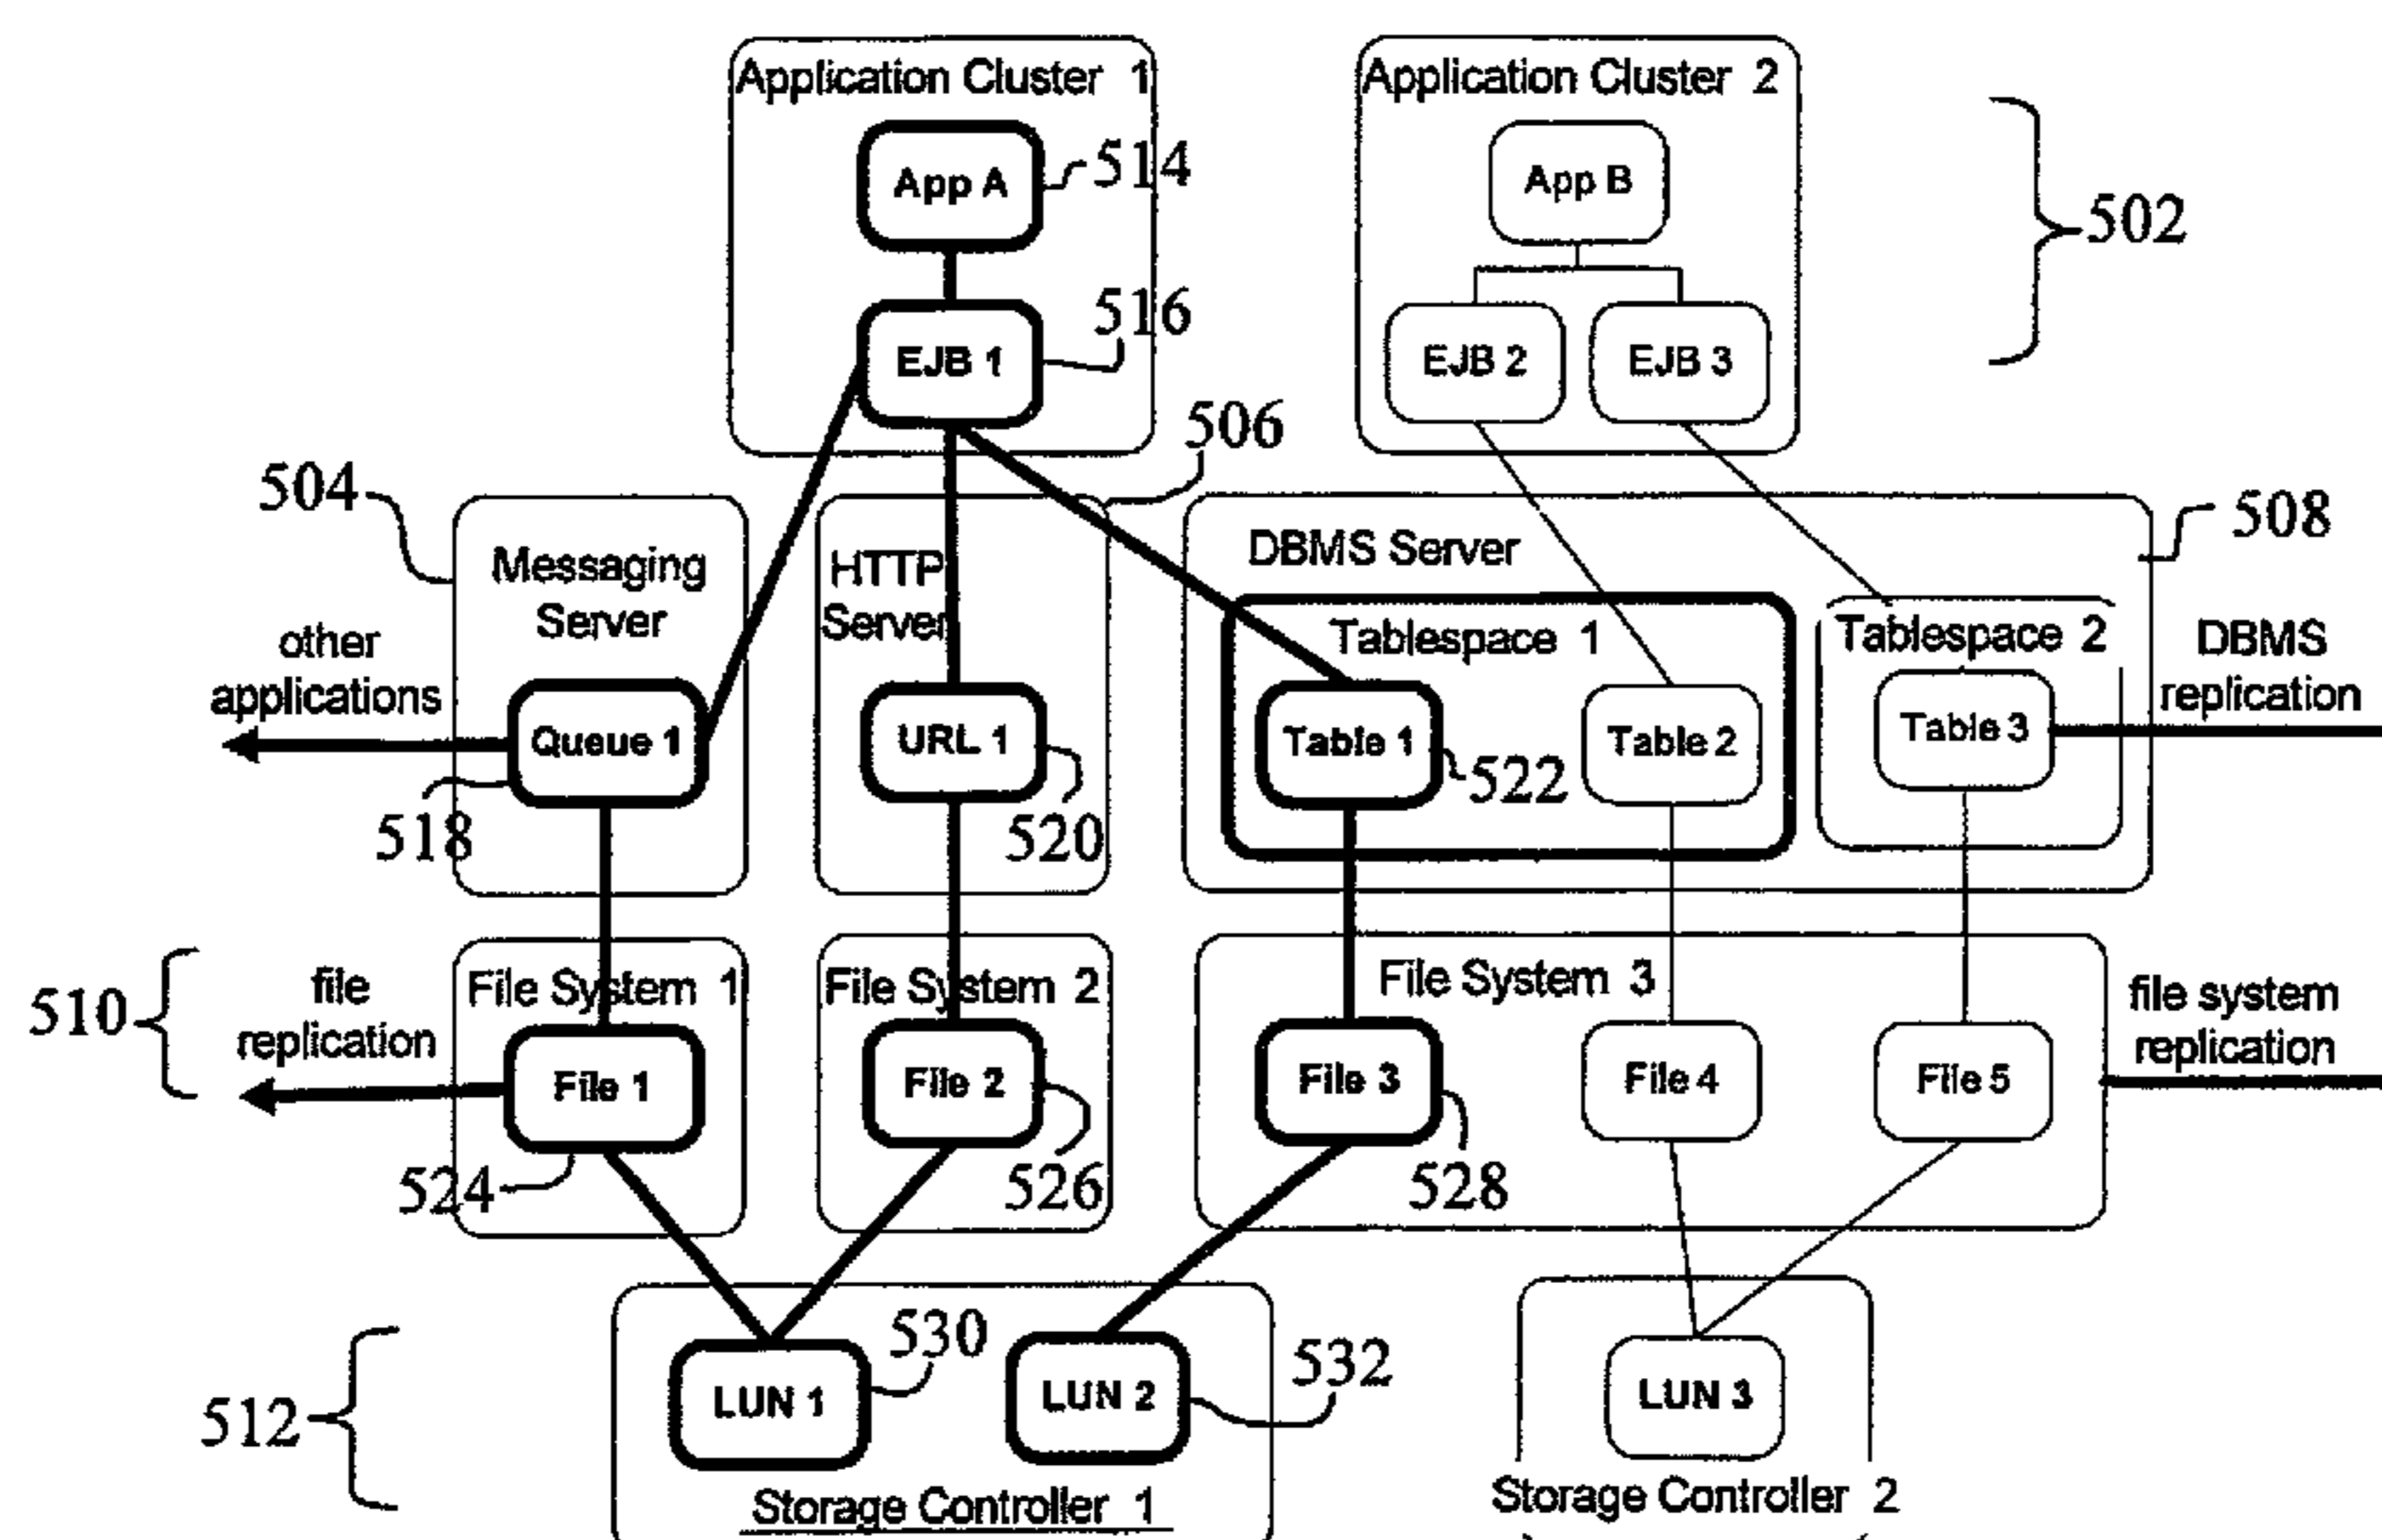 Application Cluster 1
Application Cluster 2
App A
514
App B
502
516
EJB 1
EJB 2
EJB 3
506
504
508
Messaging
Server
HTTP
Server
DBMS Server
other
applications
Tablespace 1
Tablespace 2
DBMS
replication
Queue 1
URL 1
Table 1
Table 2
Table 3
522
518
520
510
file
replication
File System 1
File System 2
File System 3
file system
replication
File 1
File 2
File 3
File 4
File 5
524
526
528
530
532
512
LUN 1
LUN 2
LUN 3
Storage Controller 1
Storage Controller 2